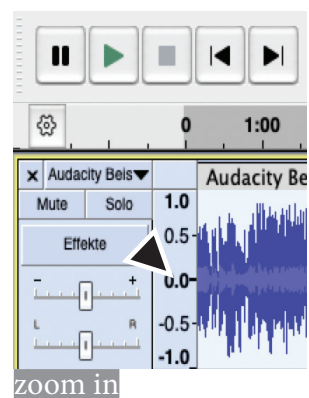 0 1:00
x Audacity Beis
Audacity Be
Mute Solo
1.0
Effekte
0.5
- +
0.0
L R
-0.5
-1.0
zoom in